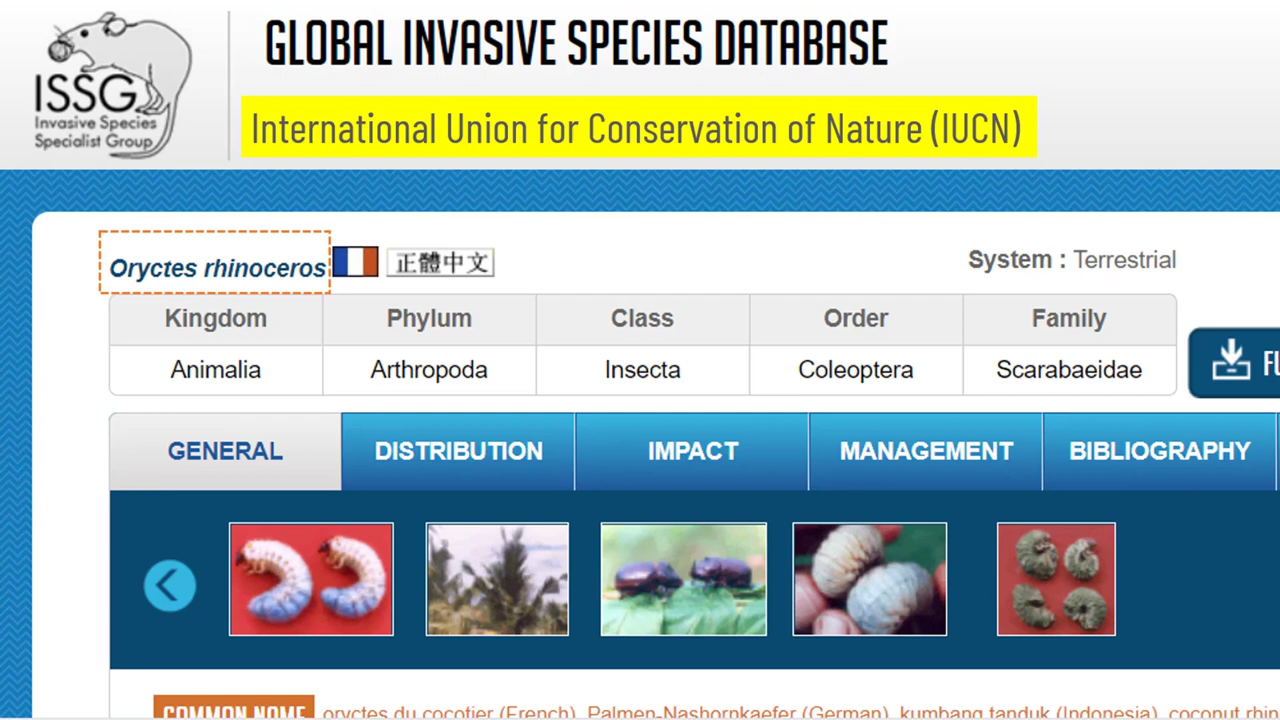 GLOBAL INVASIVE SPECIES DATABASE
ISSG
Invasive Species
Specialist Group
International Union for Conservation of Nature (IUCN)
Oryctes rhinoceros
正體中文
System : Terrestrial
Kingdom Phylum Class Order Family
Animalia Arthropoda Insecta Coleoptera Scarabaeidae
GENERAL DISTRIBUTION IMPACT MANAGEMENT BIBLIOGRAPHY
COMMON NAME oryctes du cocotier (French), Palmen-Nashornkaefer (German), kumbang tanduk (Indonesia), coconut